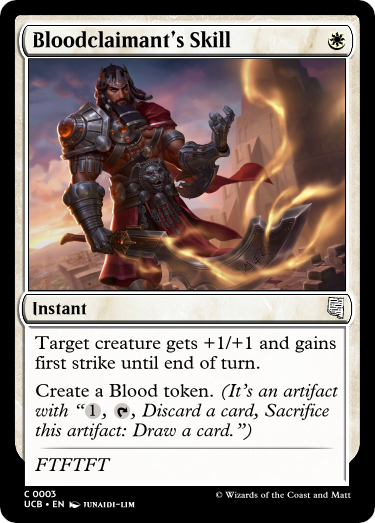 Bloodclaimant's Skill
Instant
Target creature gets +1/+1 and gains
first strike until end of turn.
Create a Blood token. (It's an artifact
with “1, , Discard a card, Sacrifice
this artifact: Draw a card.”)
FTFTFT
C 0003
UCB • EN JUNAIDI-LIM
© Wizards of the Coast and Matt